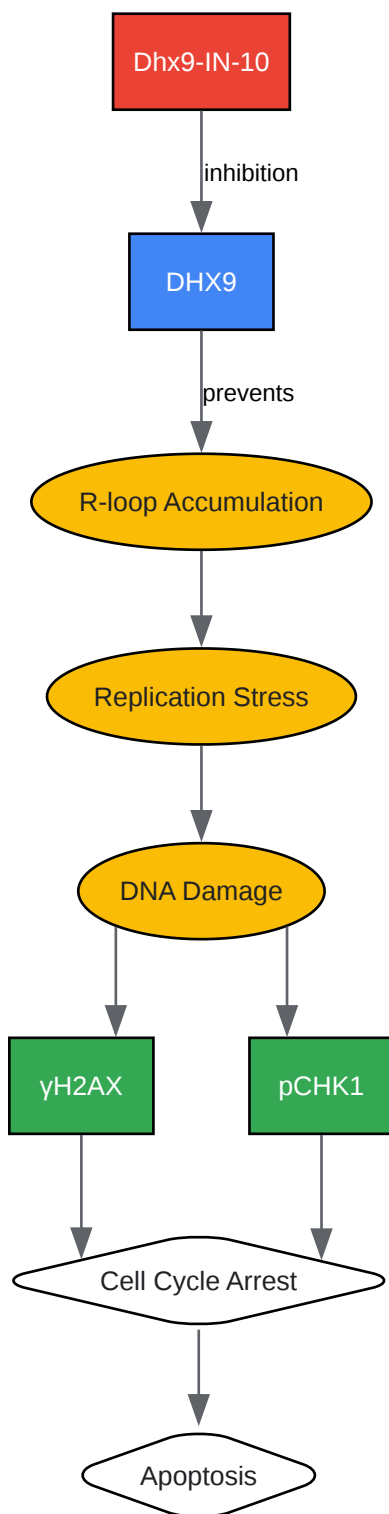 Dhx9-IN-10
inhibition
DHX9
prevents
R-loop Accumulation
Replication Stress
DNA Damage
γH2AX
pCHK1
Cell Cycle Arrest
Apoptosis